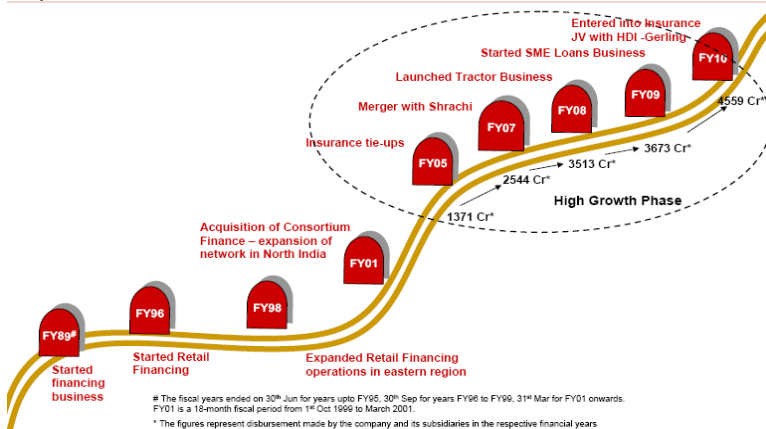 Entered into Insurance
JV with HDI -Gerling
FY10
Started SME Loans Business
FY09
Launched Tractor Business
FY08
Merger with Shrachi
FY07
Insurance tie-ups
FY05
4559 Cr*
3673 Cr*
3513 Cr*
2544 Cr*
1371 Cr*
High Growth Phase
Acquisition of Consortium
Finance – expansion of
network in North India
FY01
FY98
FY96
FY89#
Started
financing
business
Started Retail
Financing
Expanded Retail Financing
operations in eastern region
# The fiscal years ended on 30th Jun for years upto FY95, 30th Sep for years FY96 to FY99, 31st Mar for FY01 onwards.
FY01 is a 18-month fiscal period from 1st Oct 1999 to March 2001.
* The figures represent disbursement made by the company and its subsidiaries in the respective financial years